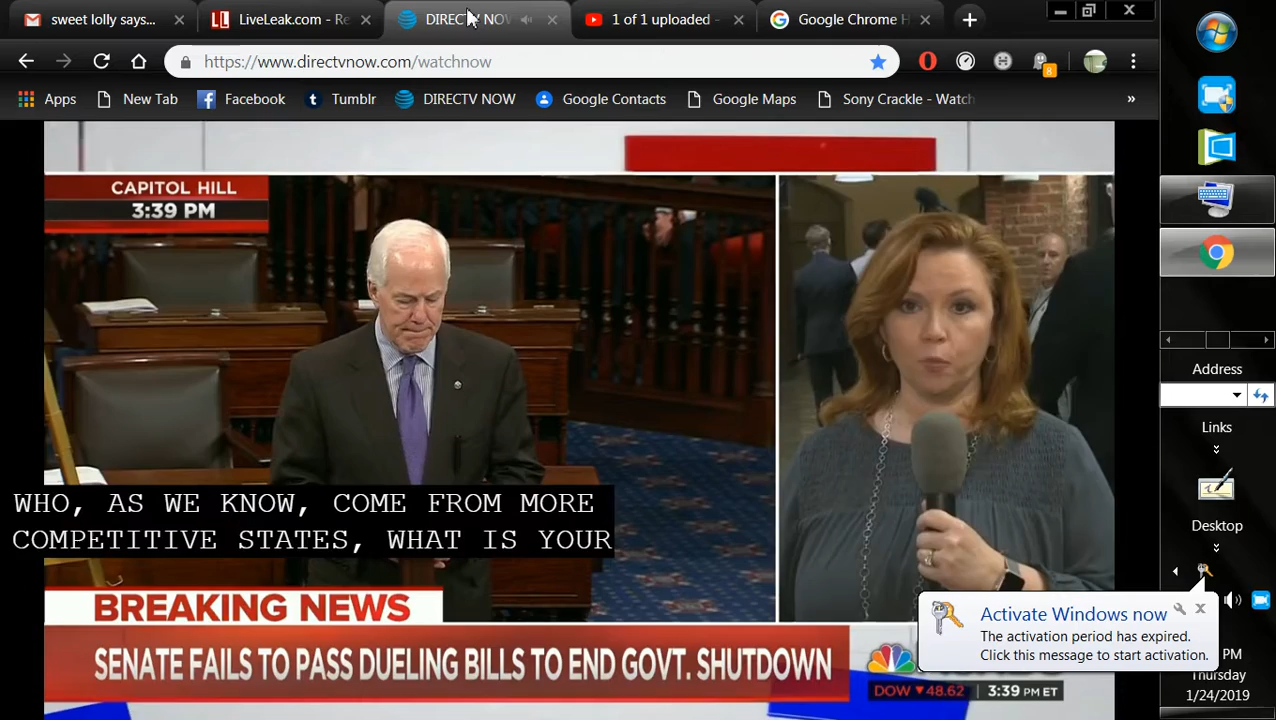 sweet lolly says...
LiveLeak.com - Re
DIRECTV NOW
1 of 1 uploaded -
Google Chrome H
https://www.directvnow.com/watchnow
8
Apps
New Tab
Facebook
Tumblr
DIRECTV NOW
Google Contacts
Google Maps
Sony Crackle - Watch
»
CAPITOL HILL
3:39 PM
WHO, AS WE KNOW, COME FROM MORE
COMPETITIVE STATES, WHAT IS YOUR
BREAKING NEWS
SENATE FAILS TO PASS DUELING BILLS TO END GOVT. SHUTDOWN
DOW ▼48.62
3:39 PM ET
Address
Links
Desktop
Activate Windows now
The activation period has expired.
Click this message to start activation.
PM
Thursday
1/24/2019